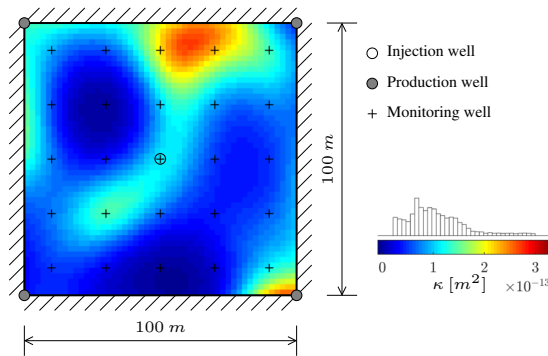 Injection well
Production well
Monitoring well
100 m
0 1 2 3
κ [m²] ×10⁻¹³
100 m